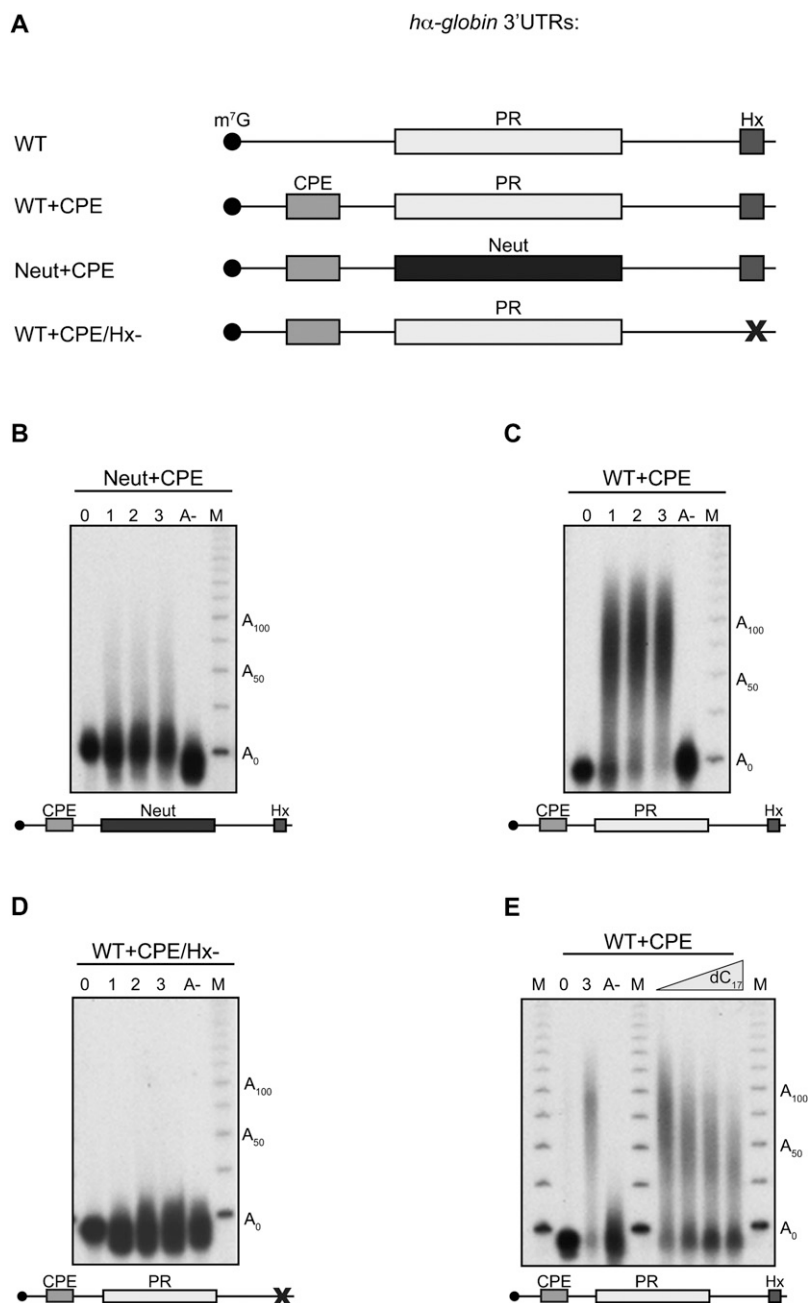 A
hα-globin 3'UTRs:
m⁷G PR Hx
WT
CPE PR
WT+CPE
Neut
Neut+CPE
PR
WT+CPE/Hx- X
B
Neut+CPE
0 1 2 3 A- M
A₁₀₀
A₅₀
A₀
CPE Neut Hx
C
WT+CPE
0 1 2 3 A- M
A₁₀₀
A₅₀
A₀
CPE PR Hx
D
WT+CPE/Hx-
0 1 2 3 A- M
A₁₀₀
A₅₀
A₀
CPE PR X
E
WT+CPE
M 0 3 A- M dC₁₇ M
A₁₀₀
A₅₀
A₀
CPE PR Hx